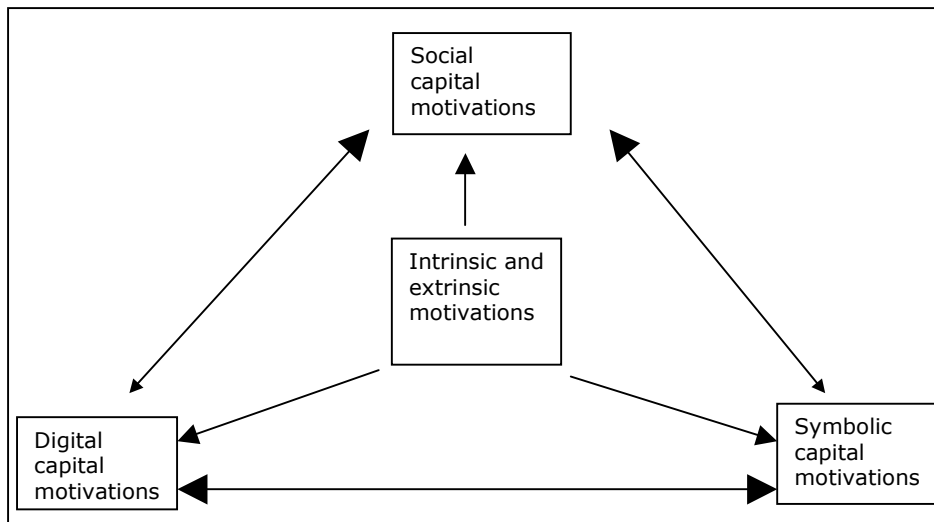 Social
capital
motivations
Intrinsic and
extrinsic
motivations
Digital
capital
motivations
Symbolic
capital
motivations